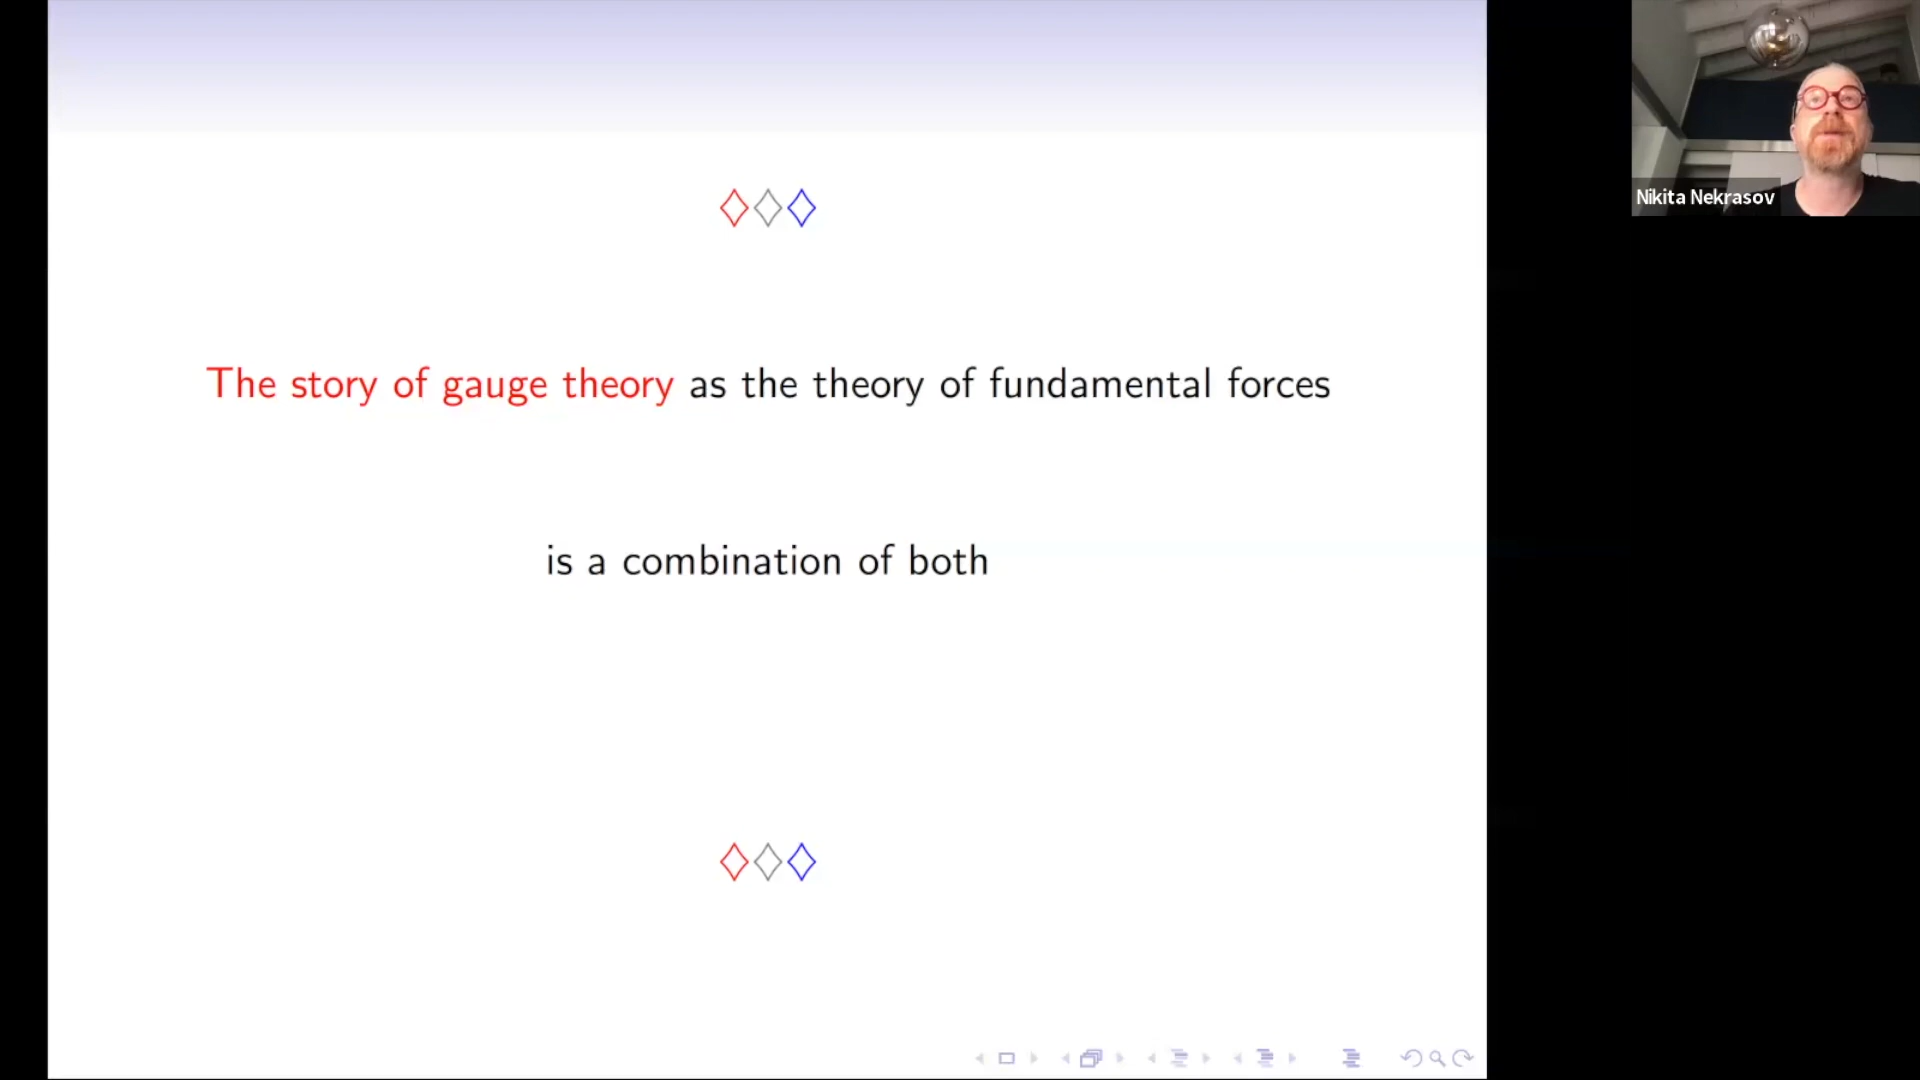 The story of gauge theory as the theory of fundamental forces
is a combination of both
Nikita Nekrasov